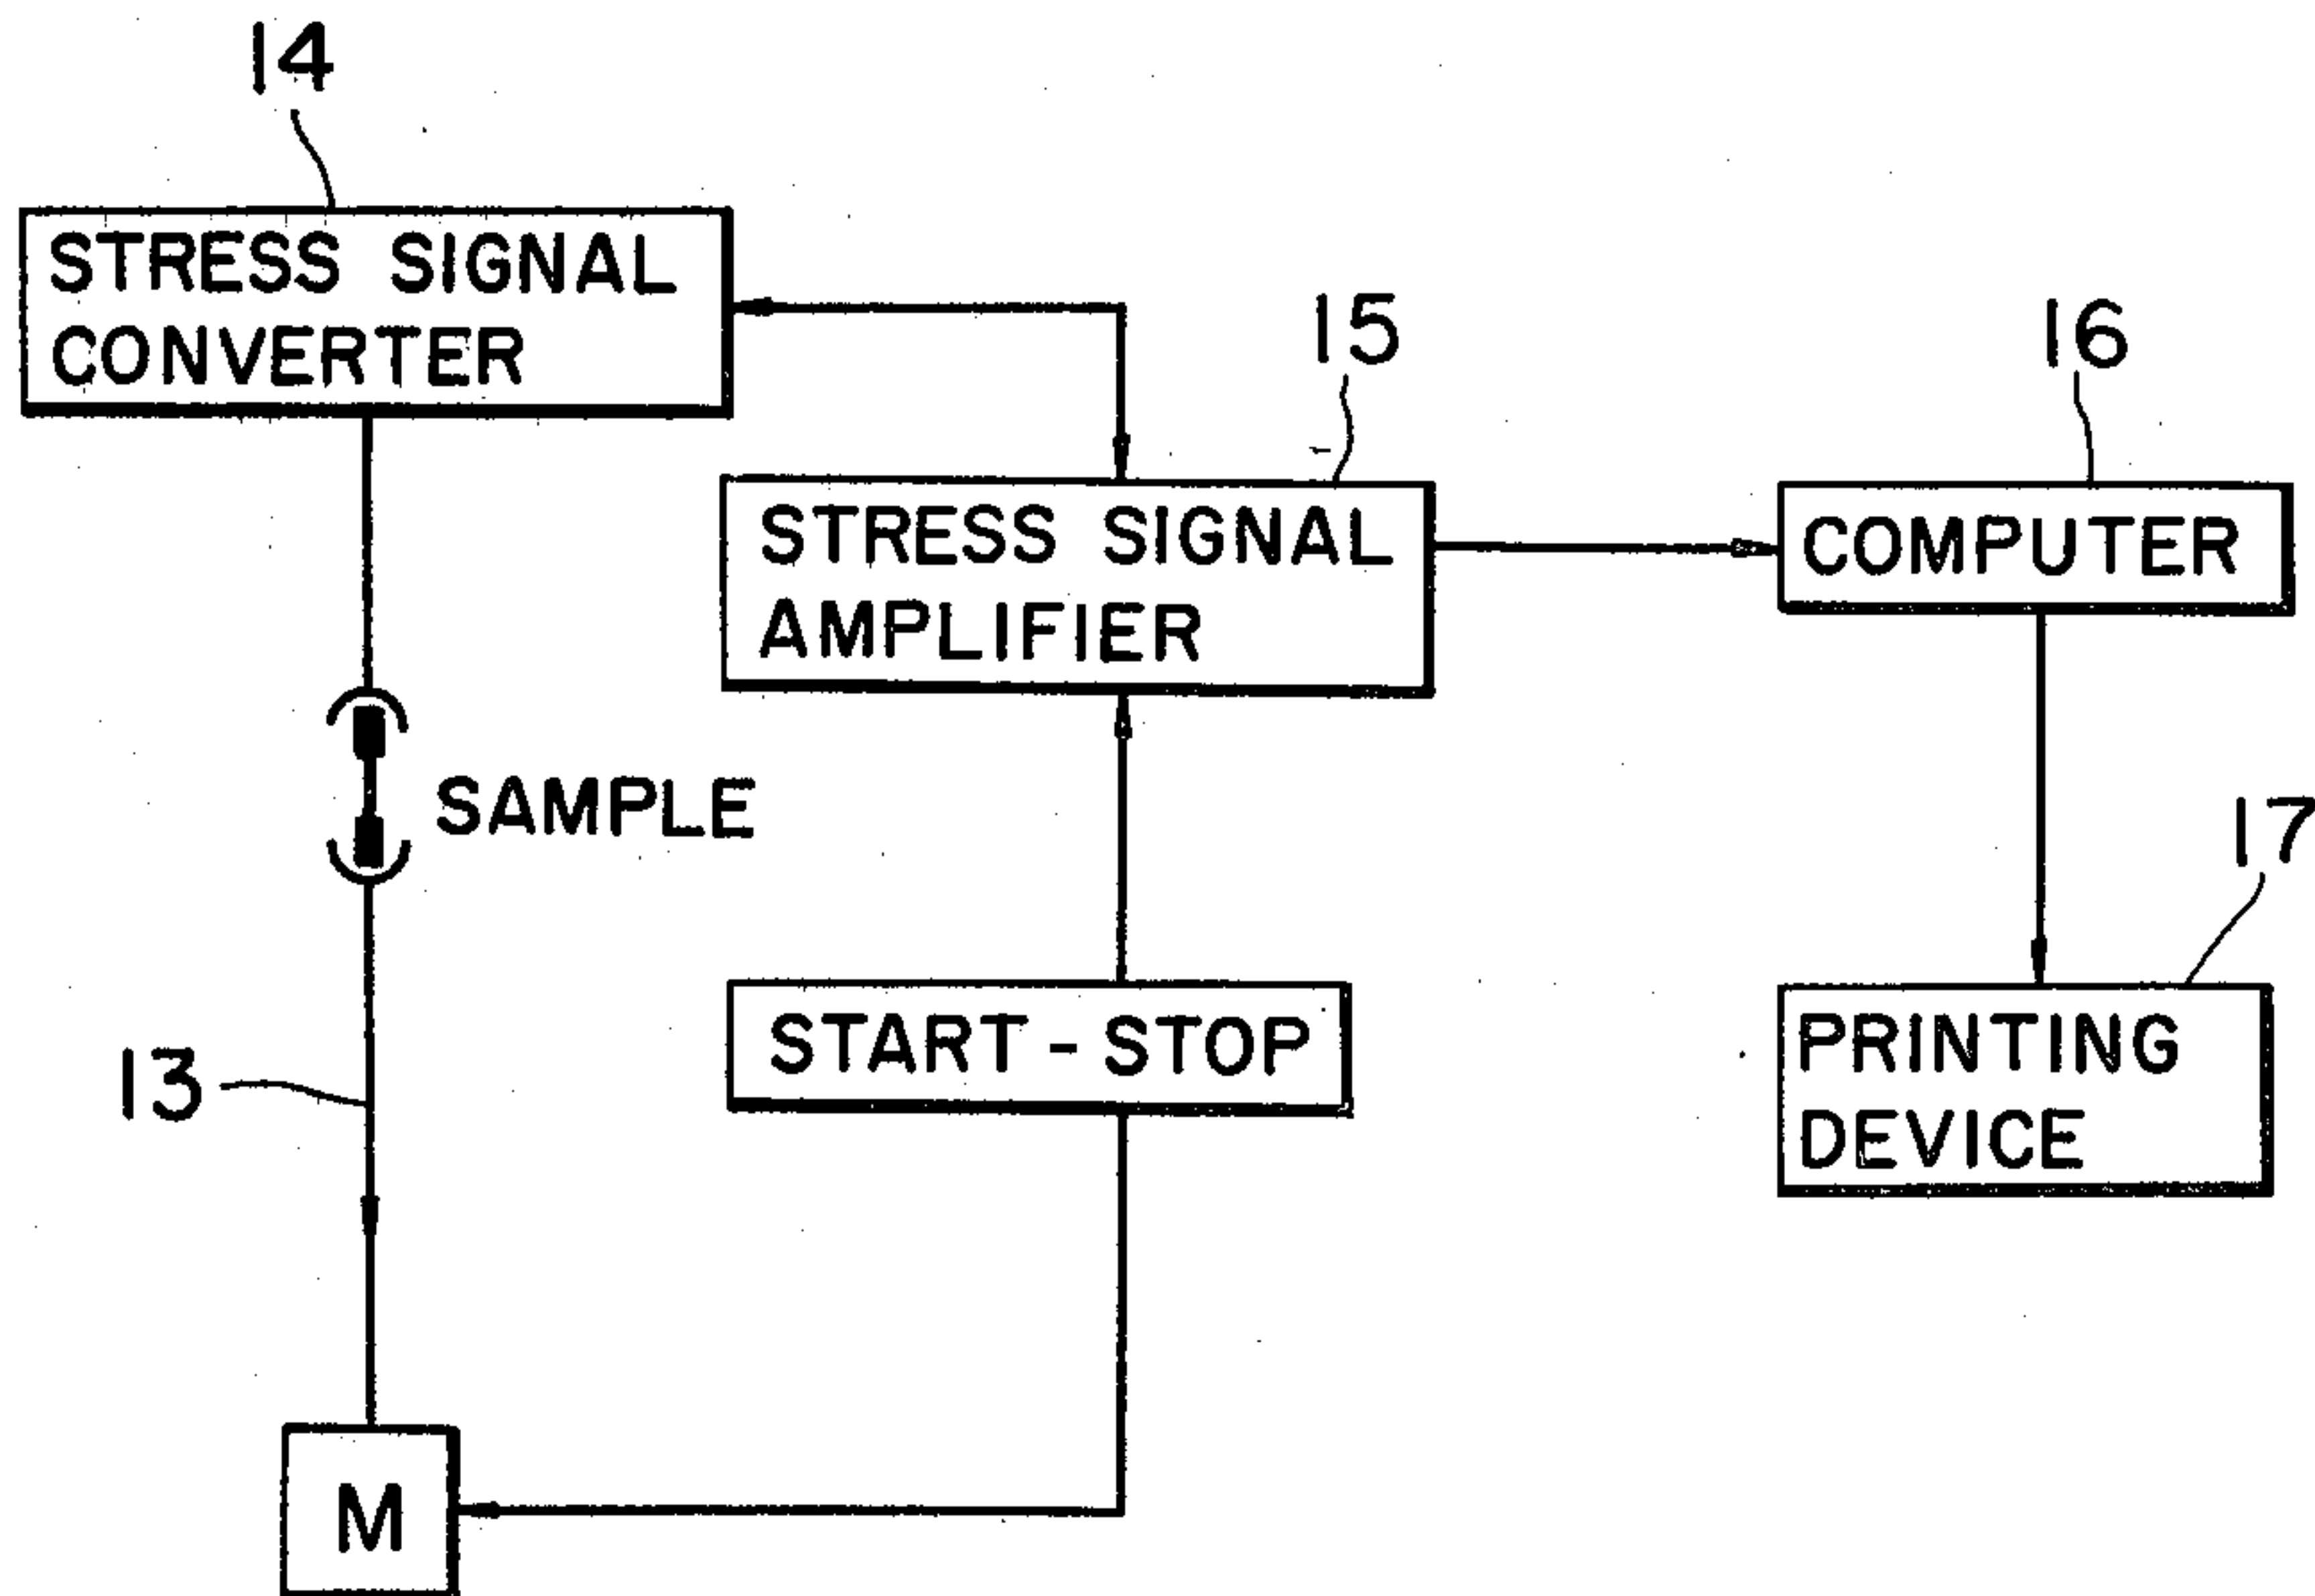 14
STRESS SIGNAL
CONVERTER
15
STRESS SIGNAL
AMPLIFIER
16
COMPUTER
SAMPLE
17
13
START-STOP
PRINTING
DEVICE
M